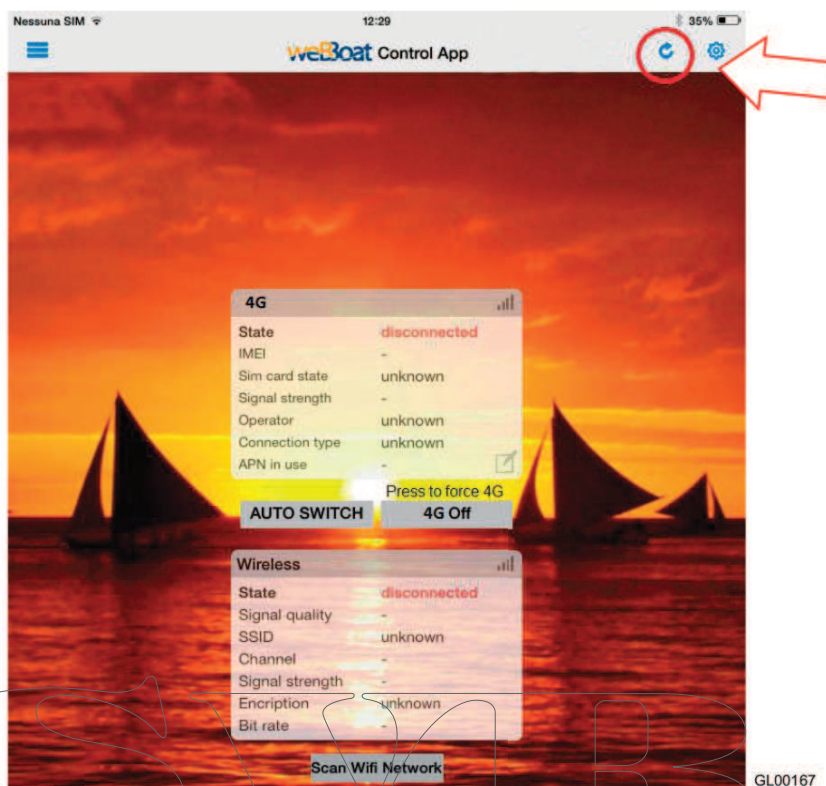 Nessuna SIM 12:29 35%
weBBoat Control App
4G
State disconnected
IMEI -
Sim card state unknown
Signal strength -
Operator unknown
Connection type unknown
APN in use -
Press to force 4G
AUTO SWITCH 4G Off
Wireless
State disconnected
Signal quality -
SSID unknown
Channel -
Signal strength -
Encription unknown
Bit rate -
Scan Wifi Network
GL00167